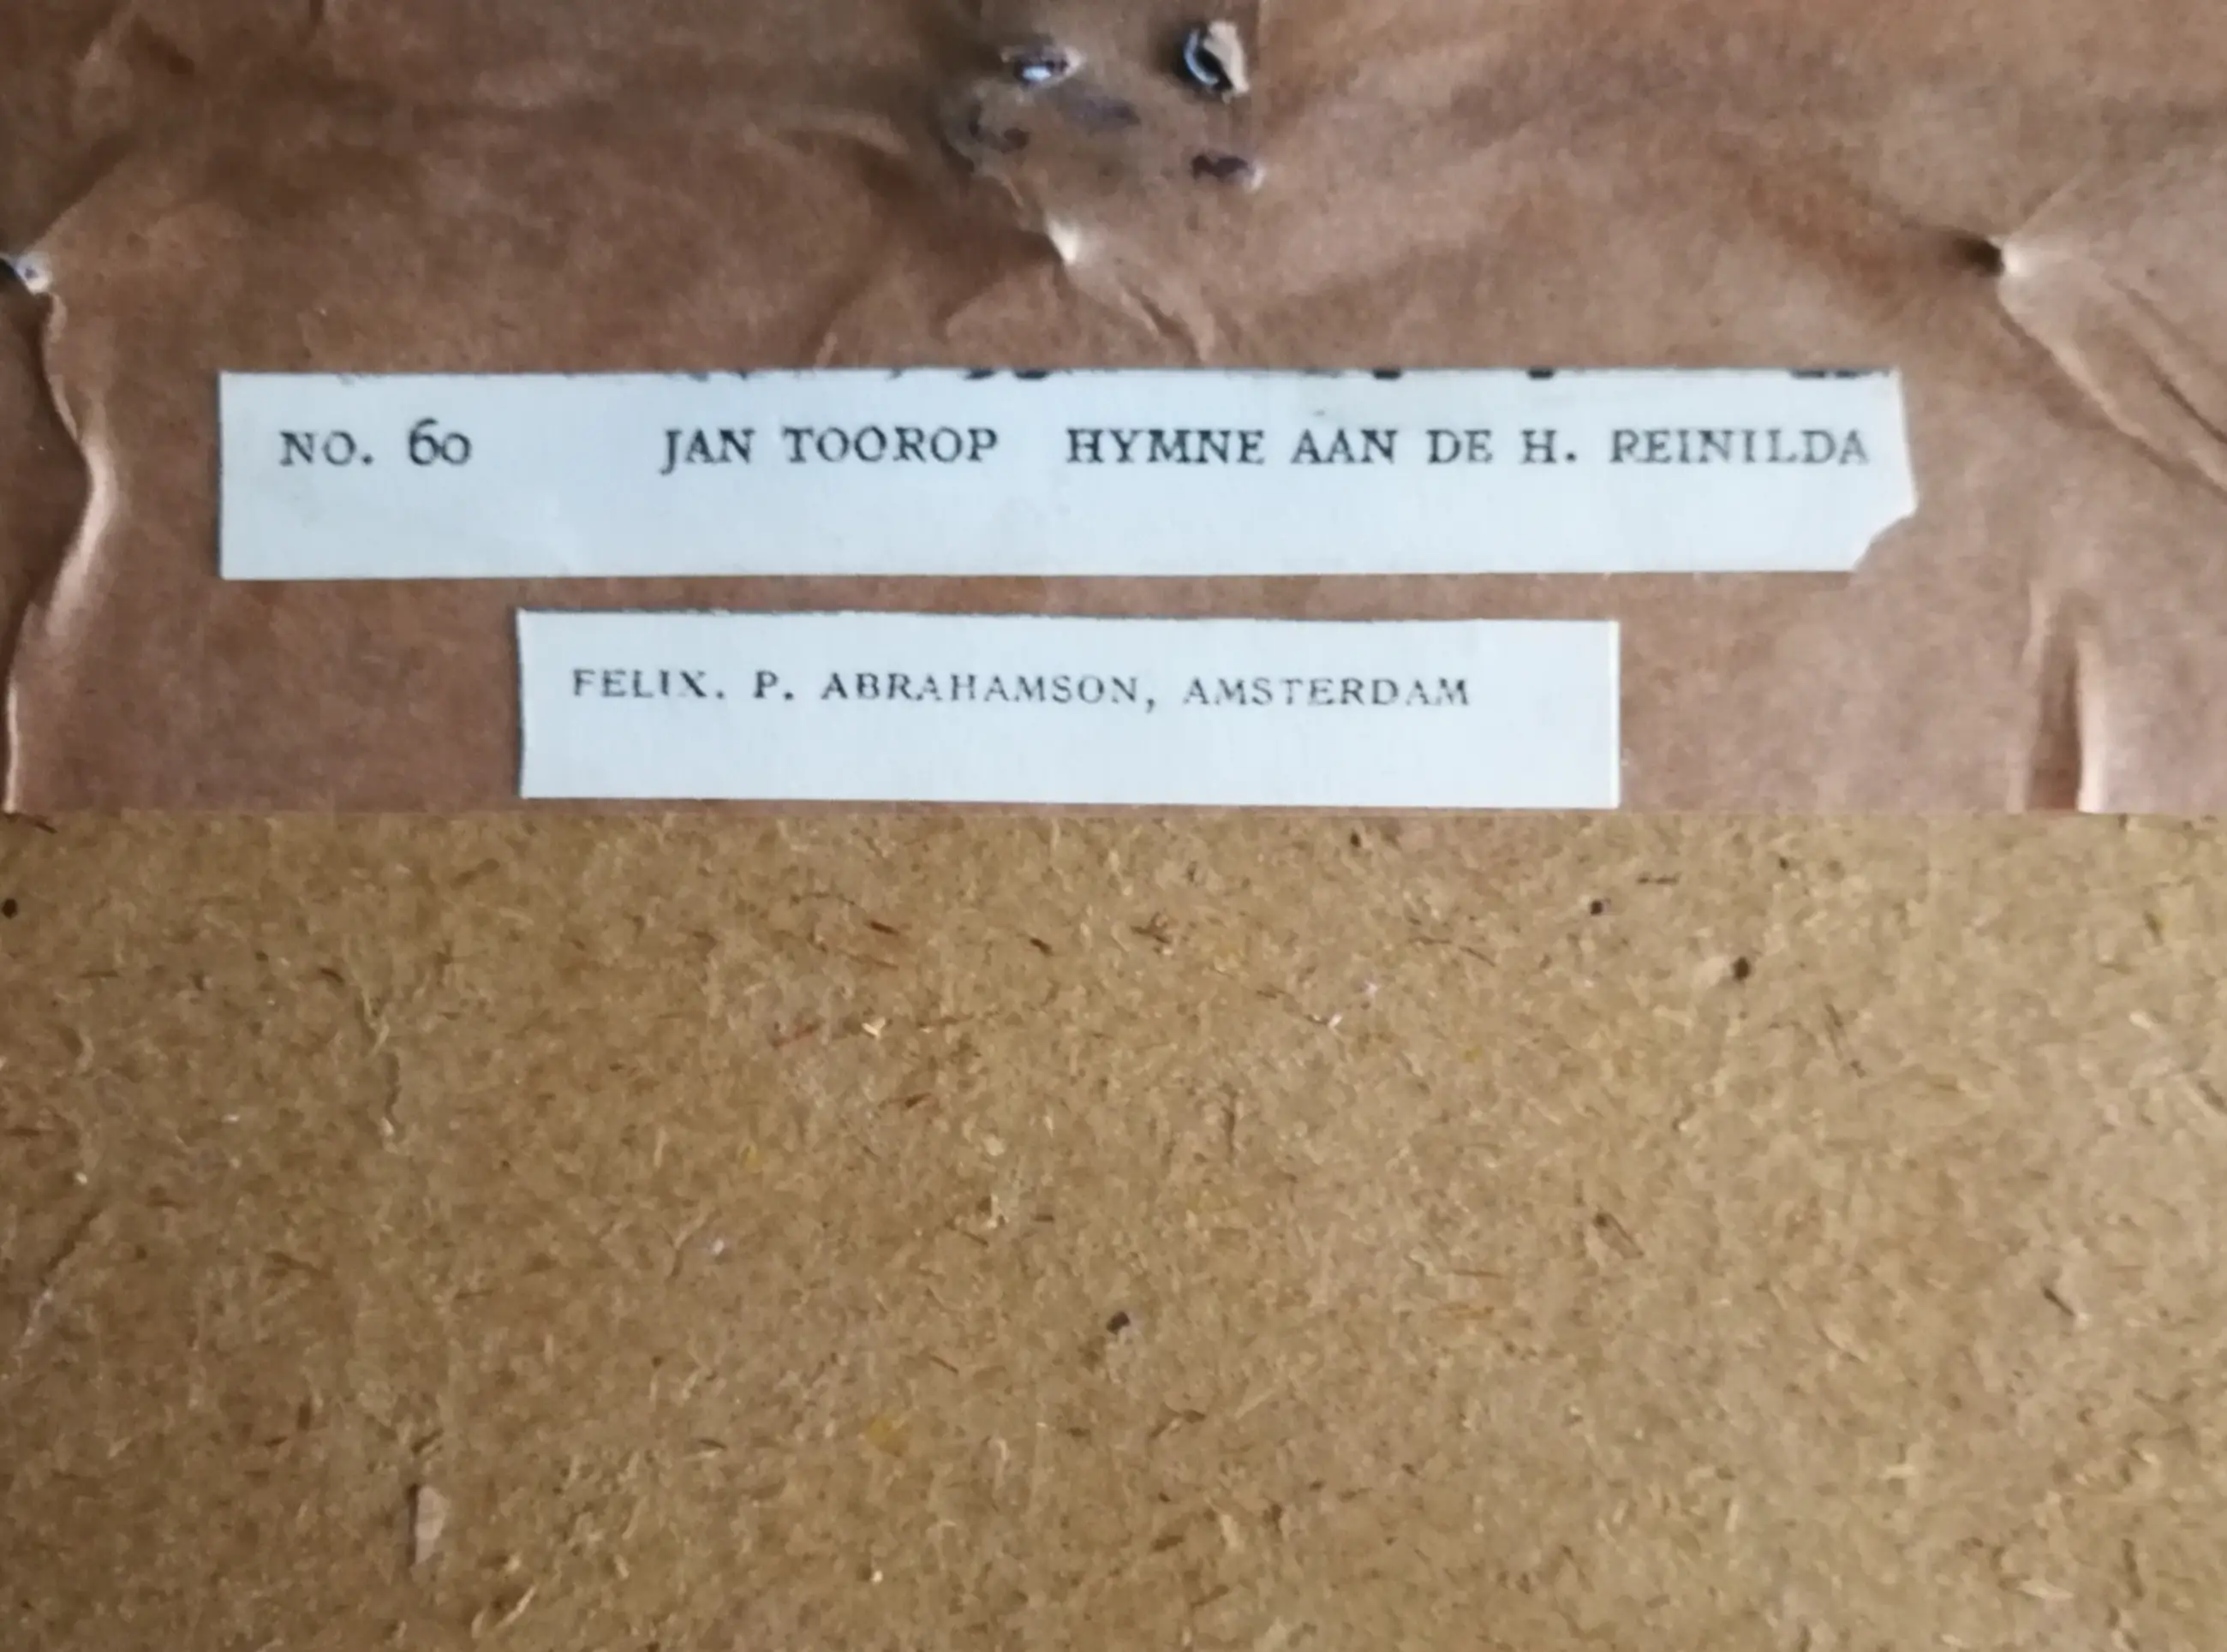 NO. 60 JAN TOOROP HYMNE AAN DE H. REINILDA
FELIX. P. ABRAHAMSON, AMSTERDAM